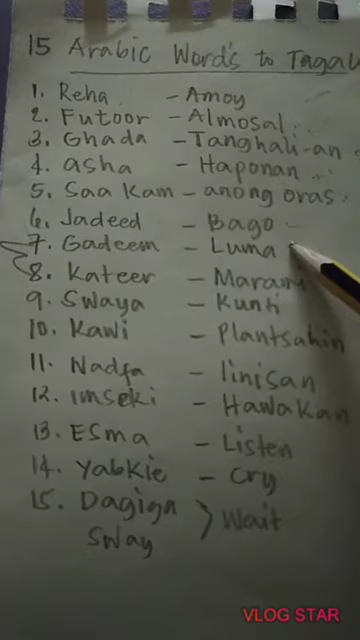 15 Arabic Word's to Tagal
1. Reha - Amoy
2. Futoor - Almosal
3. Ghada - Tanghali-an
4. asha - Haponan
5. Saa Kam - anong oras
6. Jadeed - Bago
7. Gadeem - Luma
8. Kateer - Marami
9. Swaya - Kunti
10. Kawi - Plantsahin
11. Nadfa - linisan
12. imseki - Hawakan
13. Esma - Listen
14. Yabkie - Cry
15. Dagiga } Wait
Sway
VLOG STAR